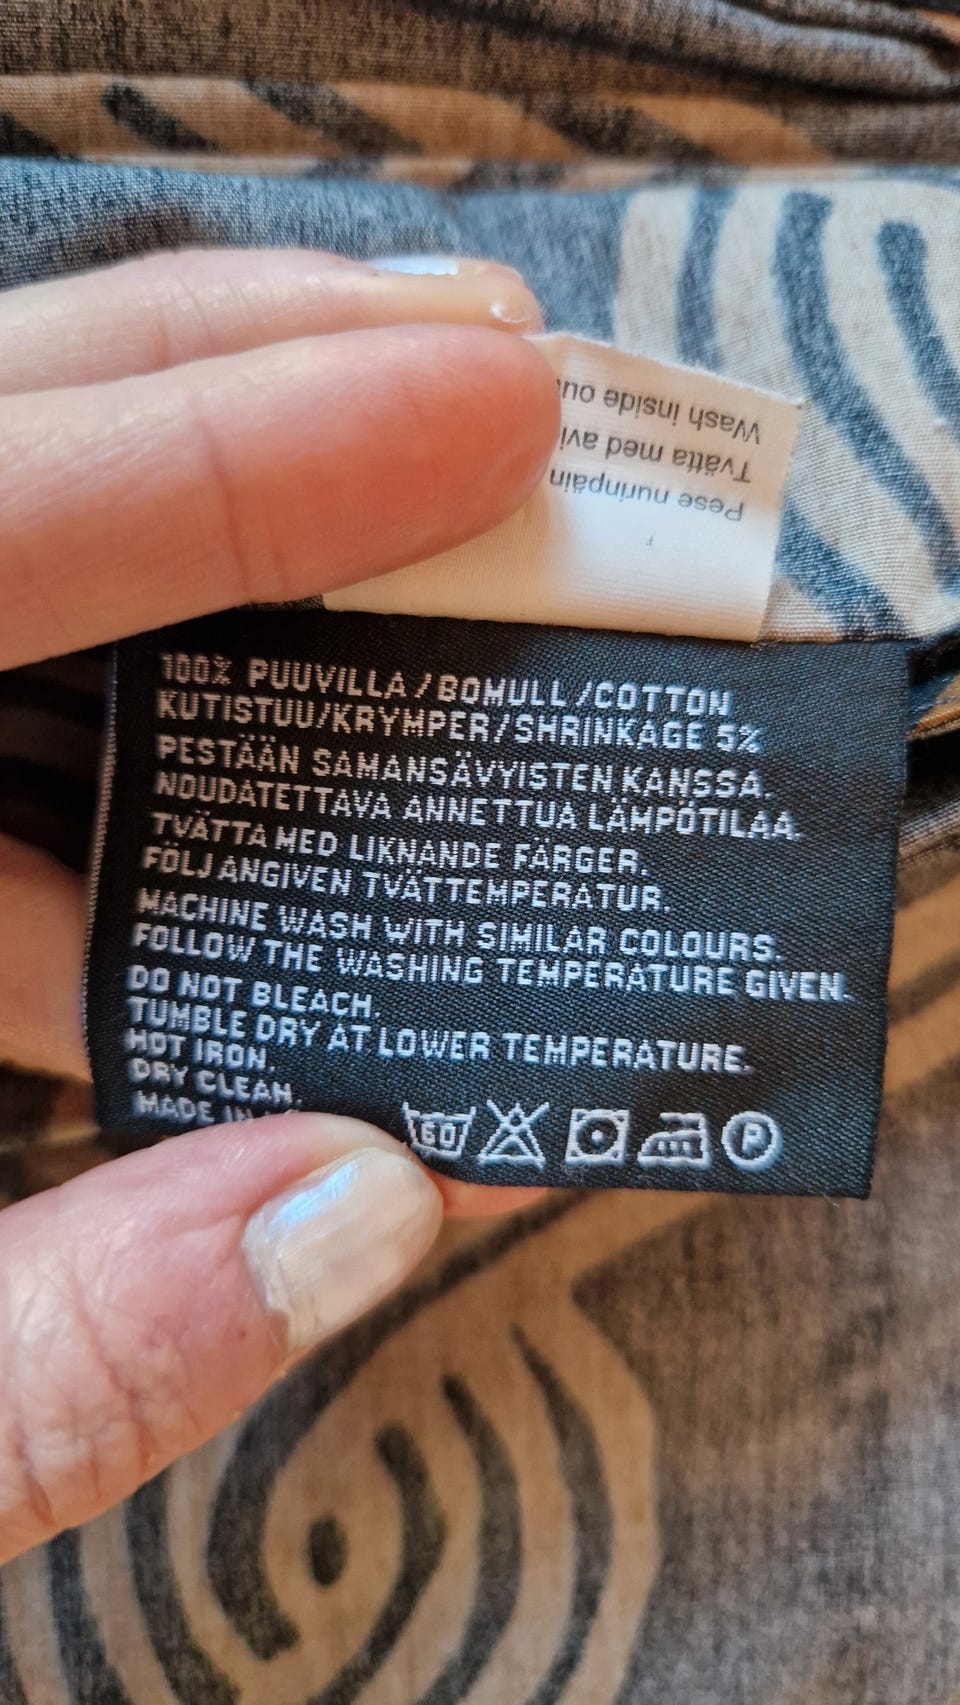 Wash inside
Tvätta med
Pese nurinpäin
100% PUUVILLA/BOMULL/COTTON
KUTISTUU/KRYMPER/SHRINKAGE 5%
PESTÄÄN SAMANSÄVYISTEN KANSSA.
NOUDATETTAVA ANNETTUA LÄMPÖTILAA.
TVÄTTA MED LIKNANDE FÄRGER.
FÖLJ ANGIVEN TVÄTTEMPERATUR.
MACHINE WASH WITH SIMILAR COLOURS.
FOLLOW THE WASHING TEMPERATURE GIVEN.
DO NOT BLEACH.
TUMBLE DRY AT LOWER TEMPERATURE.
HOT IRON.
DRY CLEAN.
MADE IN
60 P